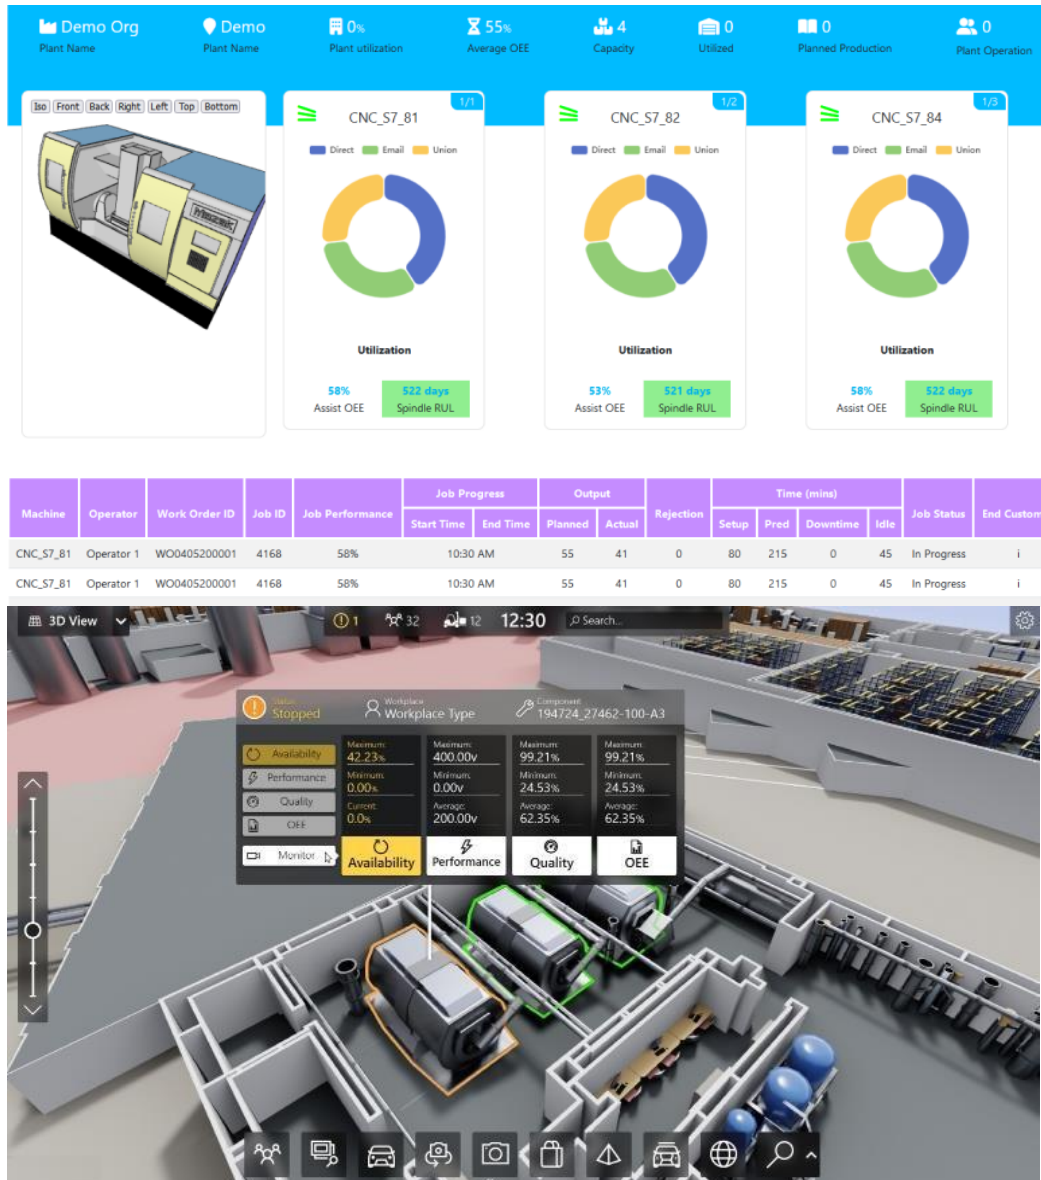 Demo Org
Plant Name
Demo
Plant Name
0%
Plant utilization
55%
Average OEE
4
Capacity
0
Utilized
0
Planned Production
0
Plant Operation
Iso Front Back Right Left Top Bottom
Mazak
1/1
CNC_S7_81
Direct Email Union
Utilization
58%
Assist OEE
522 days
Spindle RUL
1/2
CNC_S7_82
Direct Email Union
Utilization
53%
Assist OEE
521 days
Spindle RUL
1/3
CNC_S7_84
Direct Email Union
Utilization
58%
Assist OEE
522 days
Spindle RUL
Job Progress Output Time (mins)
Machine Operator Work Order ID Job ID Job Performance Start Time End Time Planned Actual Rejection Setup Pred Downtime Idle Job Status End Custom
CNC_S7_81 Operator 1 WO0405200001 4168 58% 10:30 AM 55 41 0 80 215 0 45 In Progress i
CNC_S7_81 Operator 1 WO0405200001 4168 58% 10:30 AM 55 41 0 80 215 0 45 In Progress i
3D View 1 32 12 12:30 Search...
Status
Stopped
Workplace
Workplace Type
Component
194724_27462-100-A3
Availability
Performance
Quality
OEE
Monitor
Maximum:
42.23%
Minimum:
0.00%
Current:
0.0%
Availability
Maximum:
400.00v
Minimum:
0.00v
Average:
200.00v
Performance
Maximum:
99.21%
Minimum:
24.53%
Average:
62.35%
Quality
Maximum:
99.21%
Minimum:
24.53%
Average:
62.35%
OEE